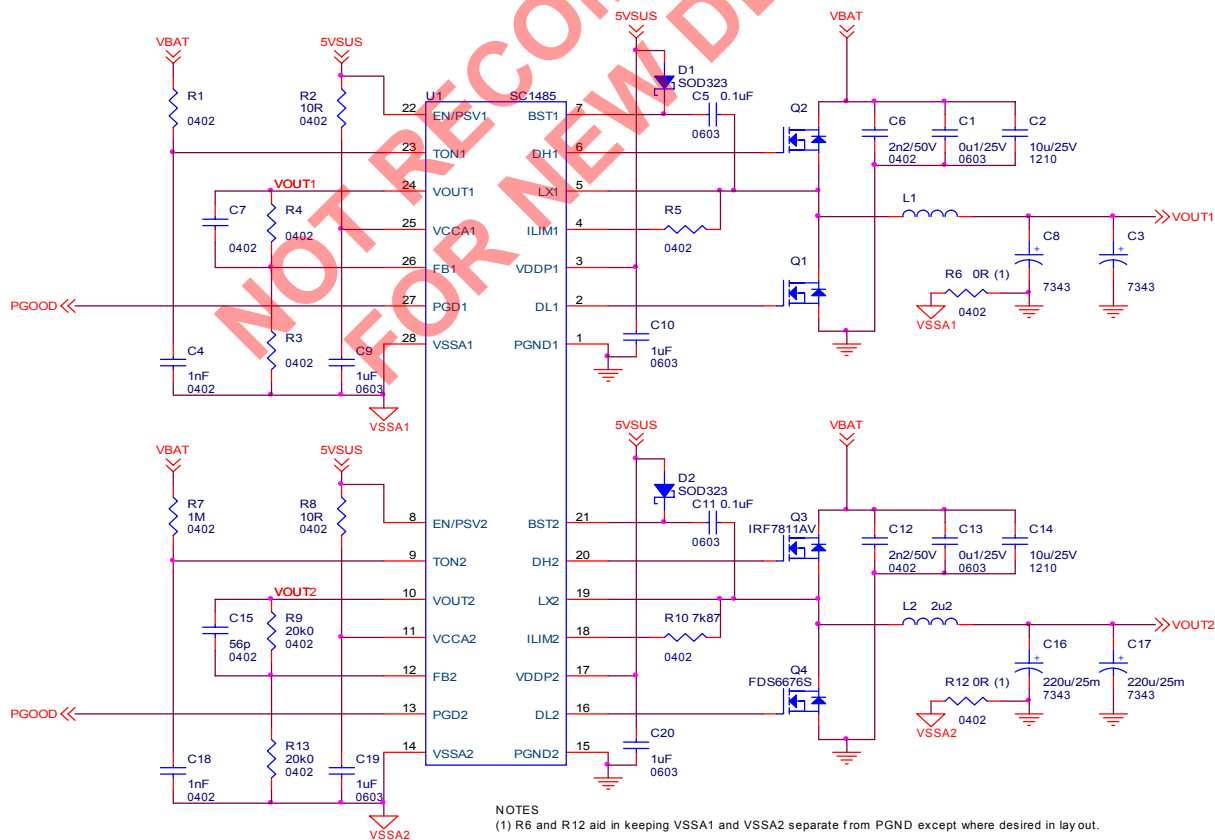 NOT RECOM
FOR NEW DE
VBAT
5VSUS
5VSUS
VBAT
R1
0402
R2
10R
0402
U1
SC1485
D1
SOD323
C5 0.1uF
0603
Q2
C6
2n2/50V
0402
C1
0u1/25V
0603
C2
10u/25V
1210
22
EN/PSV1
BST1
7
23
TON1
DH1
6
VOUT1
24
VOUT1
LX1
5
C7
0402
R4
0402
25
VCCA1
ILIM1
4
R5
0402
L1
VOUT1
26
FB1
VDDP1
3
C8
7343
C3
7343
R6 0R (1)
0402
VSSA1
PGOOD
27
PGD1
DL1
2
Q1
R3
0402
28
VSSA1
PGND1
1
C10
1uF
0603
C4
1nF
0402
C9
1uF
0603
VSSA1
VBAT
5VSUS
5VSUS
VBAT
R7
1M
0402
R8
10R
0402
D2
SOD323
C11 0.1uF
0603
Q3
IRF7811AV
C12
2n2/50V
0402
C13
0u1/25V
0603
C14
10u/25V
1210
8
EN/PSV2
BST2
21
9
TON2
DH2
20
VOUT2
10
VOUT2
LX2
19
C15
56p
0402
R9
20k0
0402
11
VCCA2
ILIM2
18
R10 7k87
0402
L2 2u2
VOUT2
12
FB2
VDDP2
17
Q4
FDS6676S
C16
220u/25m
7343
C17
220u/25m
7343
R12 0R (1)
0402
VSSA2
PGOOD
13
PGD2
DL2
16
R13
20k0
0402
14
VSSA2
PGND2
15
C20
1uF
0603
C18
1nF
0402
C19
1uF
0603
VSSA2
NOTES
(1) R6 and R12 aid in keeping VSSA1 and VSSA2 separate from PGND except where desired in layout.